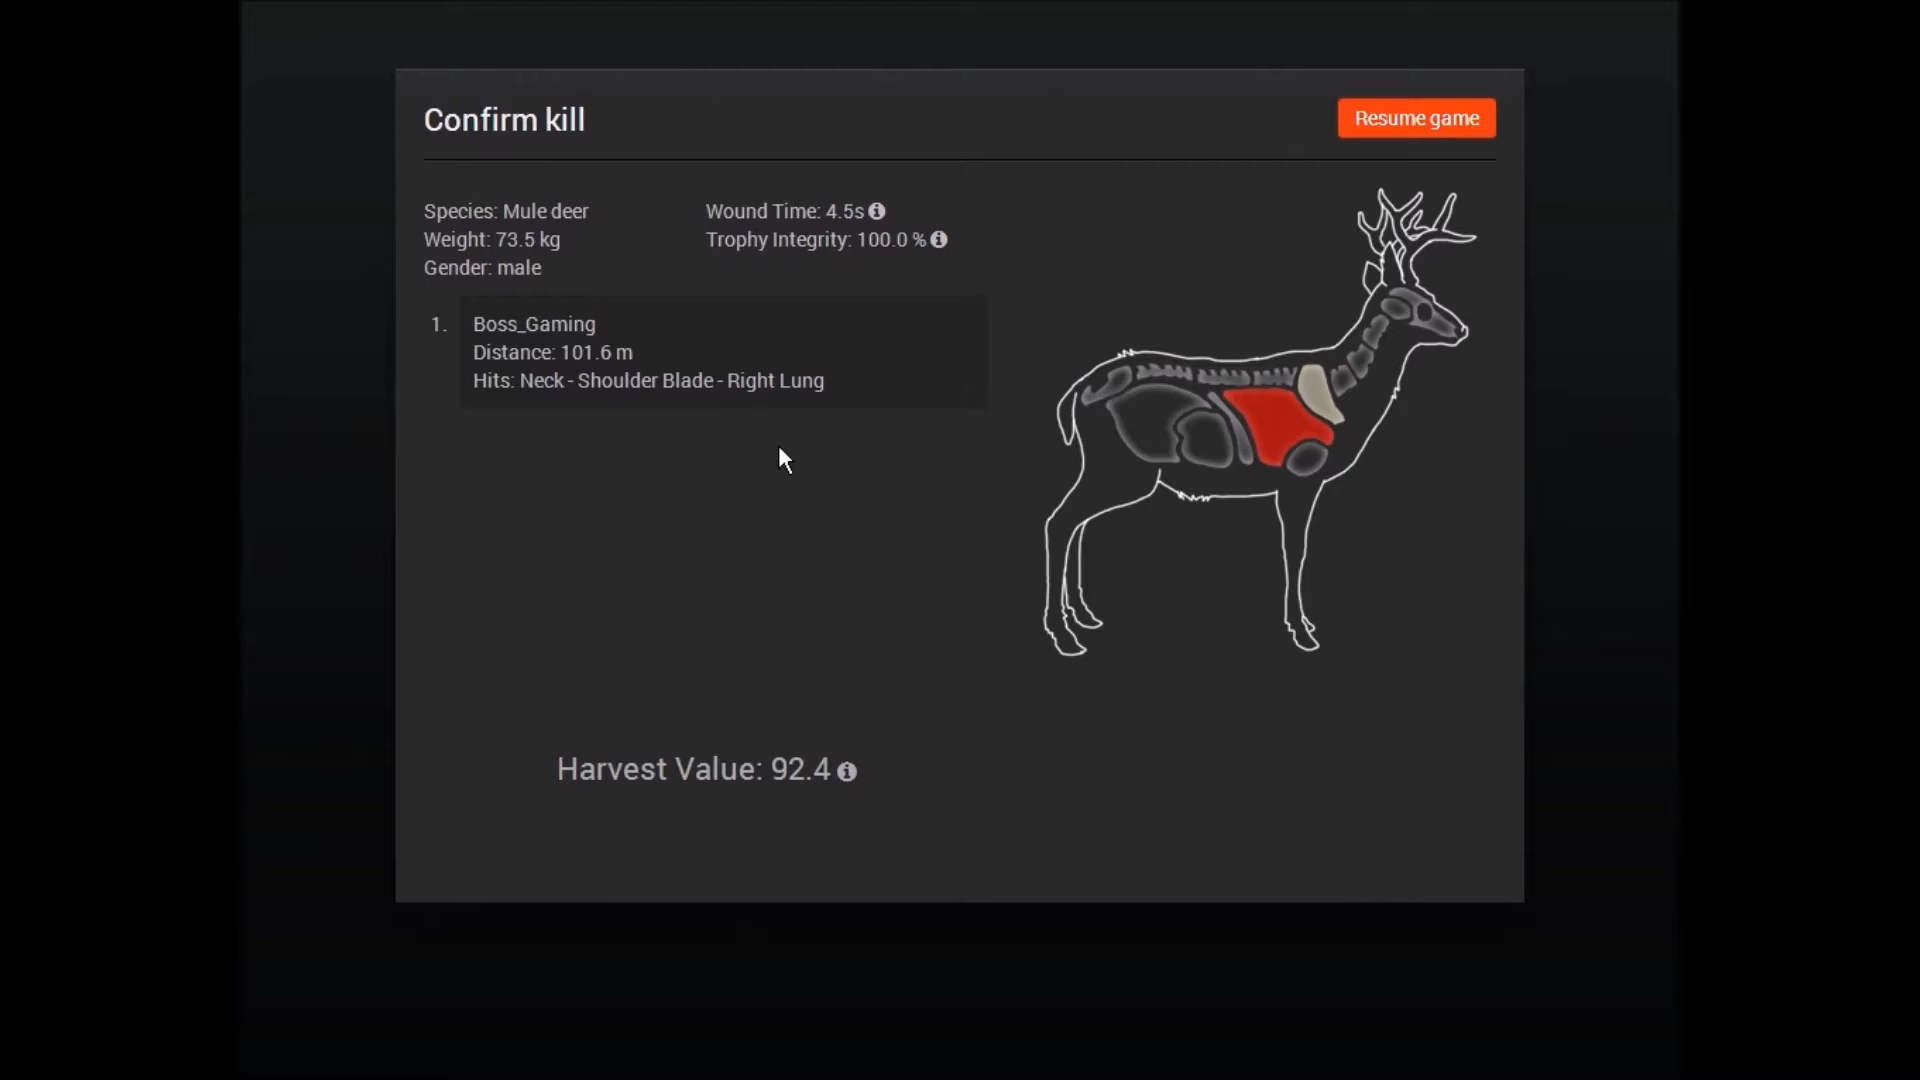 Confirm kill
Resume game
Species: Mule deer
Weight: 73.5 kg
Gender: male
Wound Time: 4.5s
Trophy Integrity: 100.0 %
1.
Boss_Gaming
Distance: 101.6 m
Hits: Neck - Shoulder Blade - Right Lung
Harvest Value: 92.4